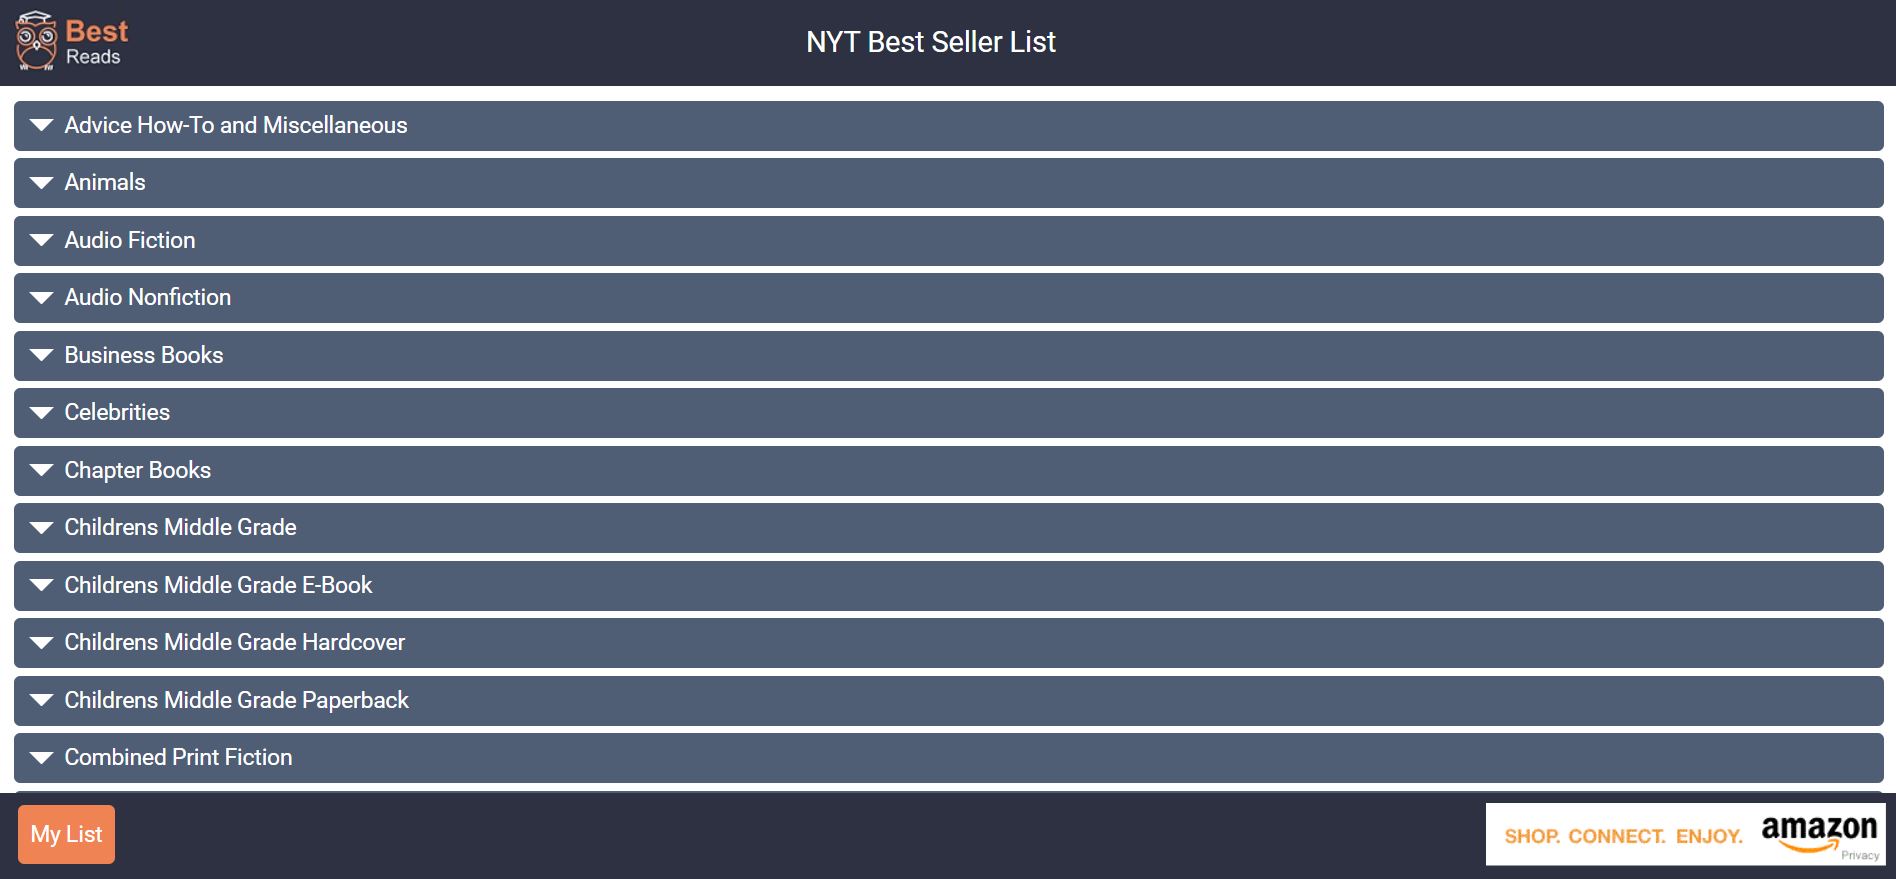 Best
Reads
NYT Best Seller List
Advice How-To and Miscellaneous
Animals
Audio Fiction
Audio Nonfiction
Business Books
Celebrities
Chapter Books
Childrens Middle Grade
Childrens Middle Grade E-Book
Childrens Middle Grade Hardcover
Childrens Middle Grade Paperback
Combined Print Fiction
My List
SHOP. CONNECT. ENJOY. amazon
Privacy